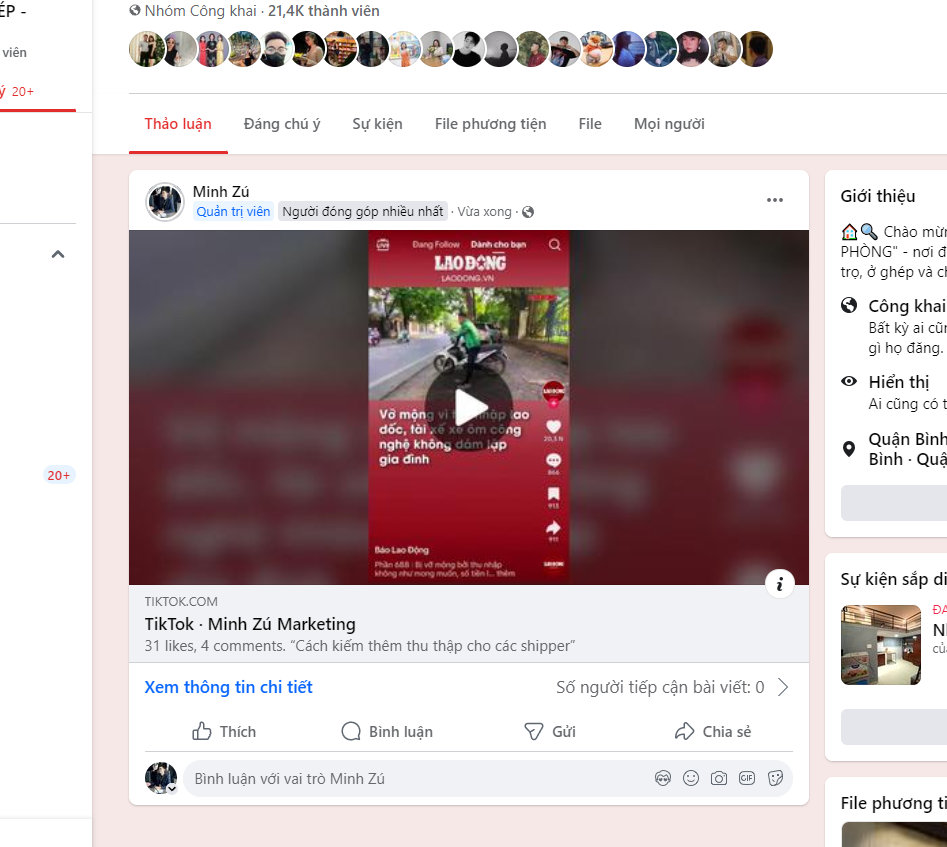 ÉP -
viên
ý 20+
20+
Nhóm Công khai · 21,4K thành viên
Thảo luận
Đáng chú ý
Sự kiện
File phương tiện
File
Mọi người
Minh Zú
Quản trị viên
Người đóng góp nhiều nhất · Vừa xong ·
LIVE
Đang Follow Dành cho bạn
LAO ĐỘNG
LAODONG.VN
Vỡ mộng vì thu nhập lao
dốc, tài xế xe ôm công
nghệ không dám lập
gia đình
LAO ĐỘNG
20,3 N
866
913
911
Báo Lao Động
Phần 688 : Bị vỡ mộng bởi thu nhập
không như mong muốn, số tiền l... thêm
TIKTOK.COM
TikTok · Minh Zú Marketing
31 likes, 4 comments. “Cách kiếm thêm thu thập cho các shipper”
Xem thông tin chi tiết
Số người tiếp cận bài viết: 0
Thích
Bình luận
Gửi
Chia sẻ
Bình luận với vai trò Minh Zú
GIF
Giới thiệu
Chào mừn
PHÒNG" - nơi đ
trọ, ở ghép và ch
Công khai
Bất kỳ ai cũn
gì họ đăng.
Hiển thị
Ai cũng có t
Quận Bình
Bình · Quậ
Sự kiện sắp di
ĐA
N
củ
File phương ti